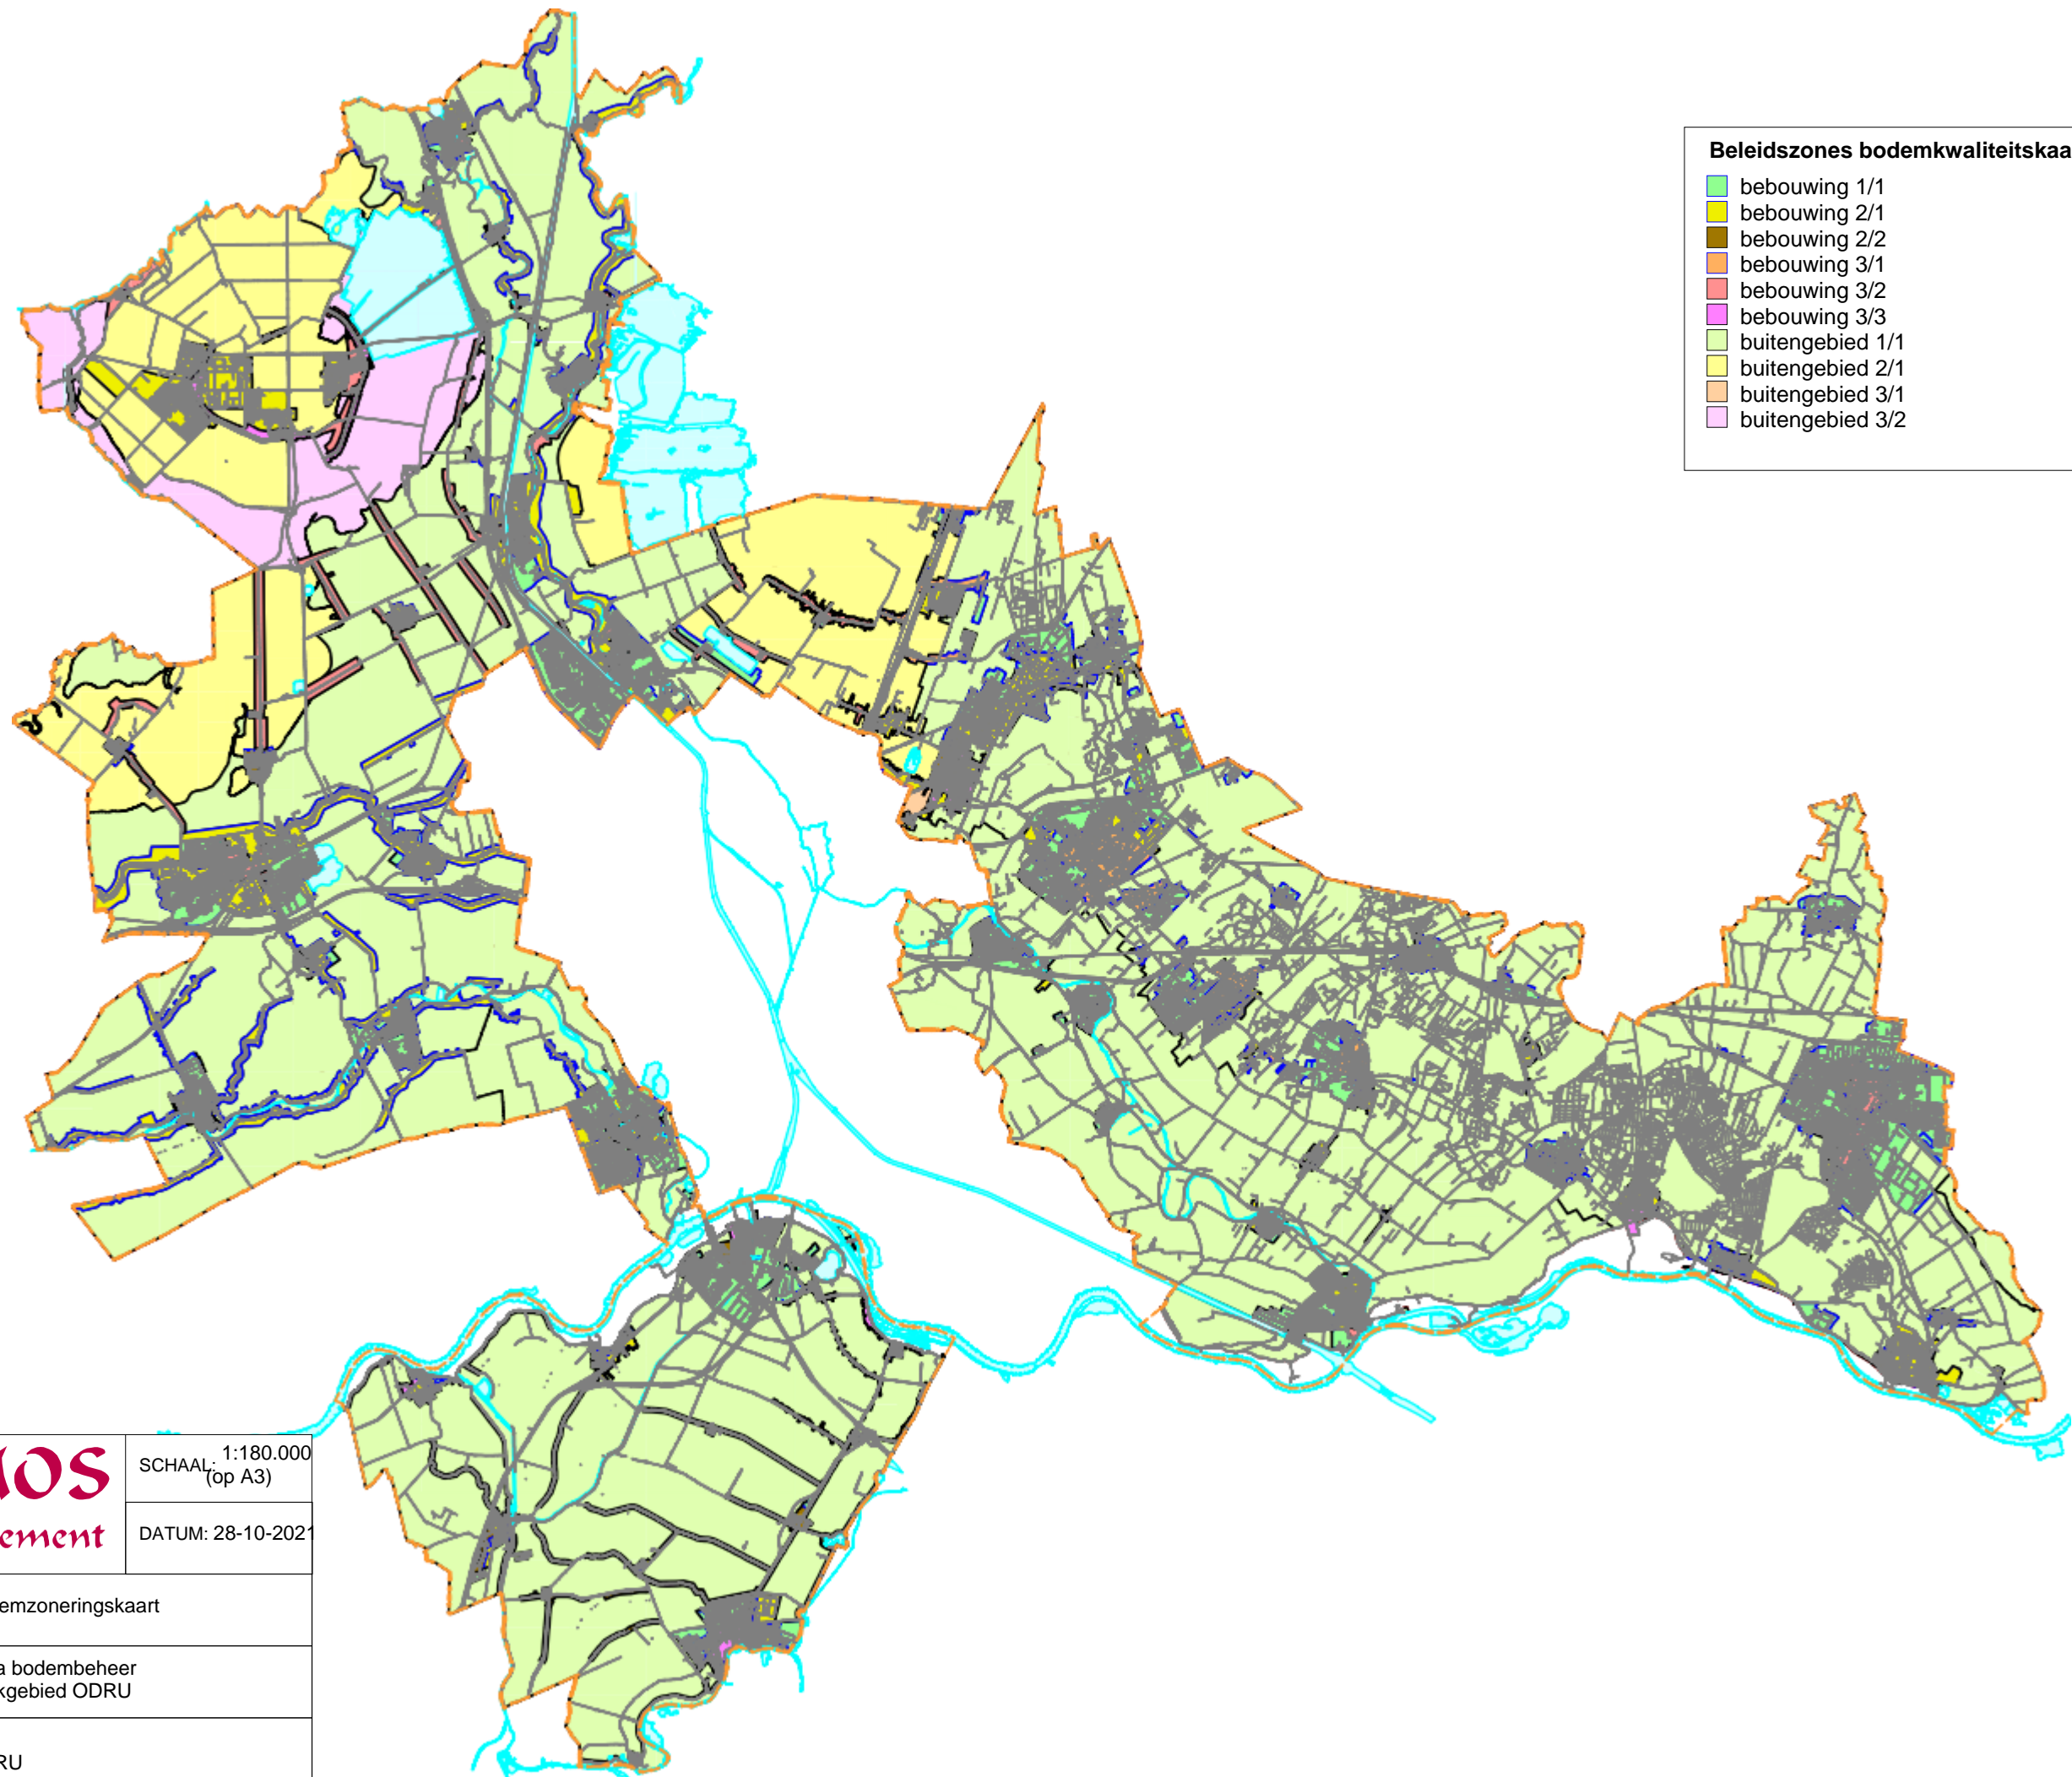 Beleidszones bodemkwaliteitskaa
bebouwing 1/1
bebouwing 2/1
bebouwing 2/2
bebouwing 3/1
bebouwing 3/2
bebouwing 3/3
buitengebied 1/1
buitengebied 2/1
buitengebied 3/1
buitengebied 3/2
MOS
ement
SCHAAL: 1:180.000
(op A3)
DATUM: 28-10-2021
emzoneringskaart
a bodembeheer
kgebied ODRU
RU